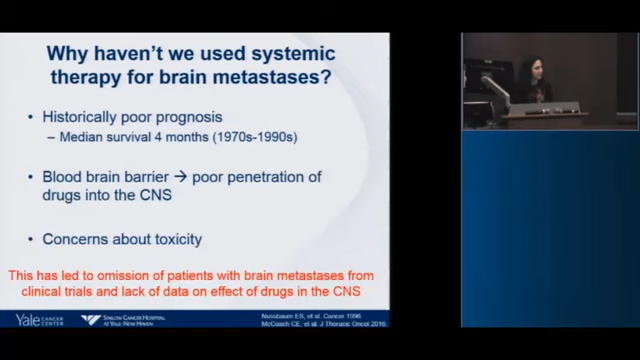 Why haven't we used systemic
therapy for brain metastases?
• Historically poor prognosis
– Median survival 4 months (1970s-1990s)
• Blood brain barrier → poor penetration of
drugs into the CNS
• Concerns about toxicity
This has led to omission of patients with brain metastases from
clinical trials and lack of data on effect of drugs in the CNS
Yale CANCER
CENTER
SMILOW CANCER HOSPITAL
AT YALE-NEW HAVEN
Nussbaum ES, et al. Cancer 1996
McCoach CE, et al. J Thoracic Oncol 2016.